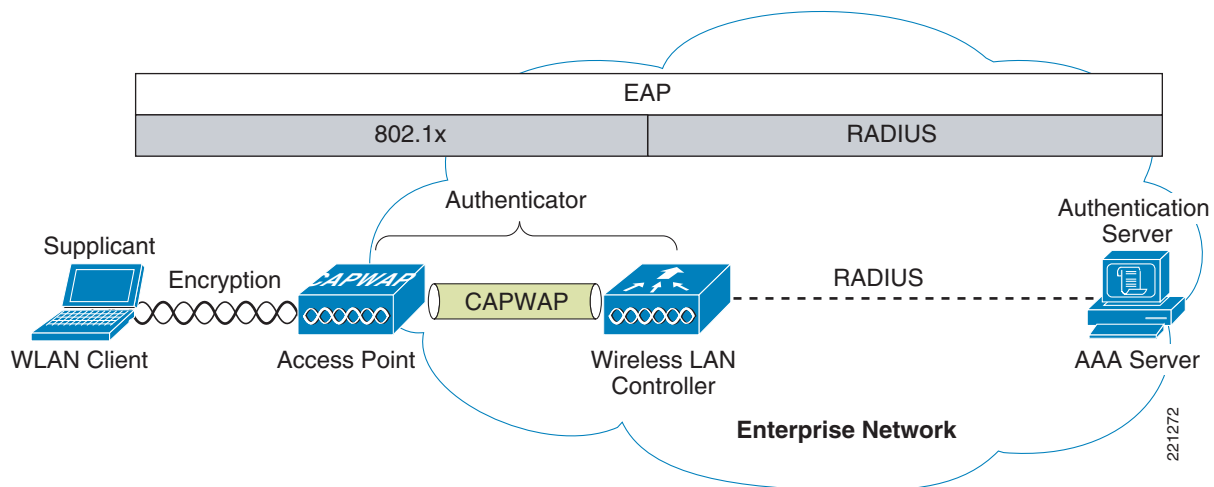 EAP
802.1x
RADIUS
Authenticator
Supplicant
Encryption
CAPWAP
CAPWAP
RADIUS
Authentication
Server
WLAN Client
Access Point
Wireless LAN
Controller
AAA Server
Enterprise Network
221272